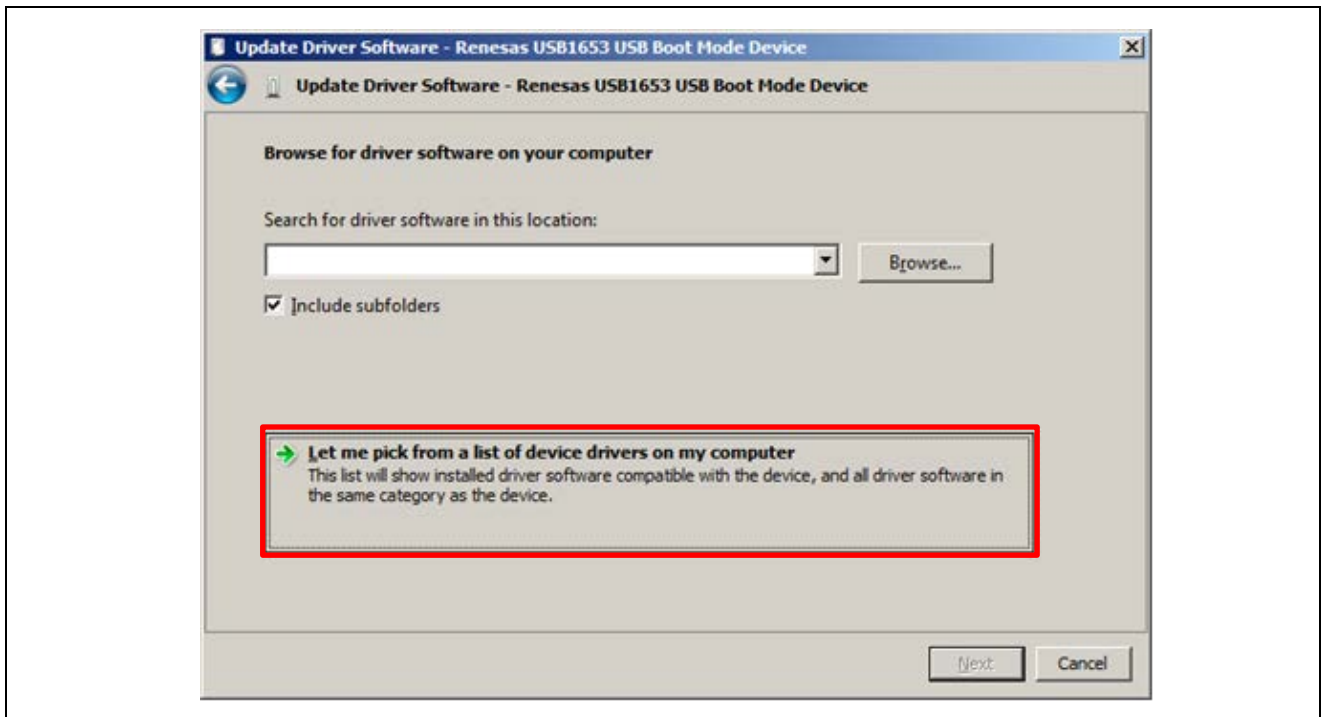 Update Driver Software - Renesas USB1653 USB Boot Mode Device
Update Driver Software - Renesas USB1653 USB Boot Mode Device
Browse for driver software on your computer
Search for driver software in this location:
Browse...
Include subfolders
Let me pick from a list of device drivers on my computer
This list will show installed driver software compatible with the device, and all driver software in
the same category as the device.
Next Cancel